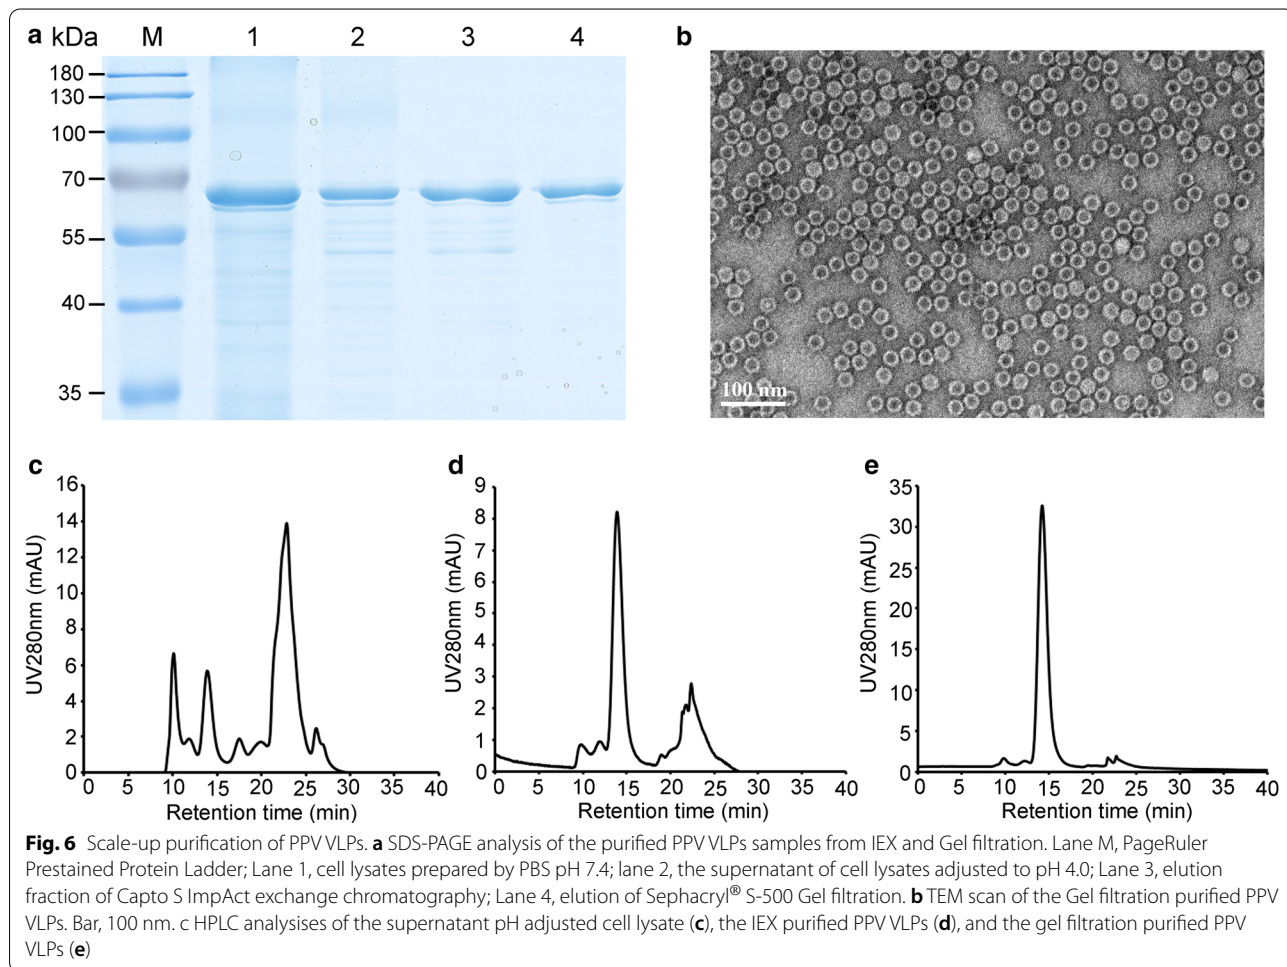 a kDa M 1 2 3 4
180
130
100
70
55
40
35
b
100 nm
c
16
14
12
10
8
6
4
2
0
UV280nm (mAU)
0 5 10 15 20 25 30 35 40
Retention time (min)
d
9
8
7
6
5
4
3
2
1
0
UV280nm (mAU)
0 5 10 15 20 25 30 35 40
Retention time (min)
e
35
30
25
20
15
10
5
0
UV280nm (mAU)
0 5 10 15 20 25 30 35 40
Retention time (min)
Fig. 6 Scale-up purification of PPV VLPs. a SDS-PAGE analysis of the purified PPV VLPs samples from IEX and Gel filtration. Lane M, PageRuler
Prestained Protein Ladder; Lane 1, cell lysates prepared by PBS pH 7.4; lane 2, the supernatant of cell lysates adjusted to pH 4.0; Lane 3, elution
fraction of Capto S ImpAct exchange chromatography; Lane 4, elution of Sephacryl® S-500 Gel filtration. b TEM scan of the Gel filtration purified PPV
VLPs. Bar, 100 nm. c HPLC analysises of the supernatant pH adjusted cell lysate (c), the IEX purified PPV VLPs (d), and the gel filtration purified PPV
VLPs (e)